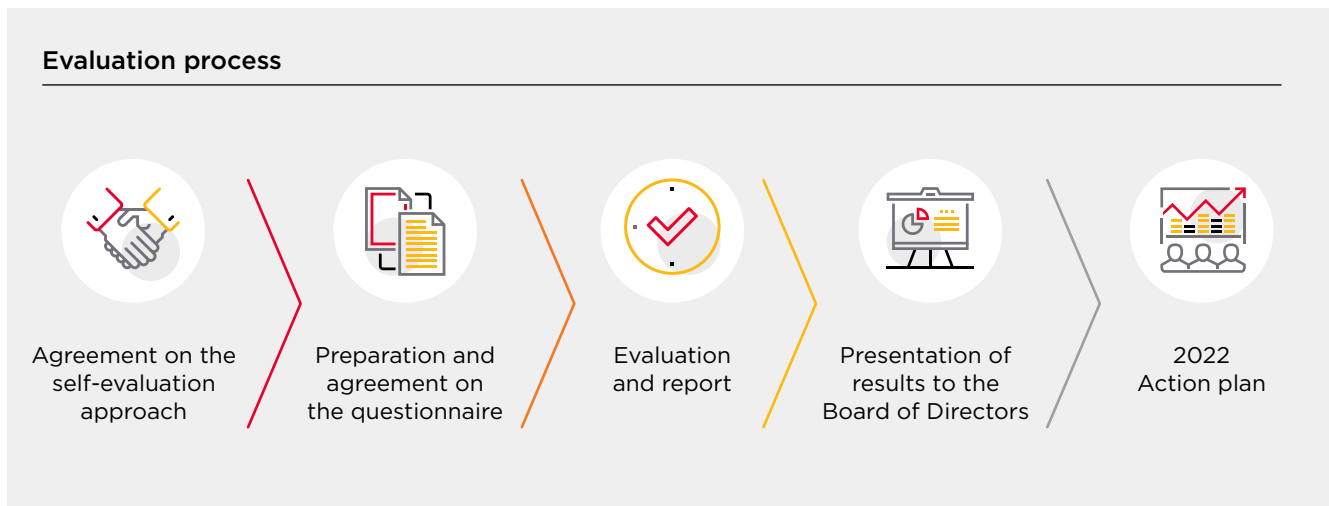 Evaluation process
Agreement on the
self-evaluation
approach
Preparation and
agreement on
the questionnaire
Evaluation
and report
Presentation of
results to the
Board of Directors
2022
Action plan